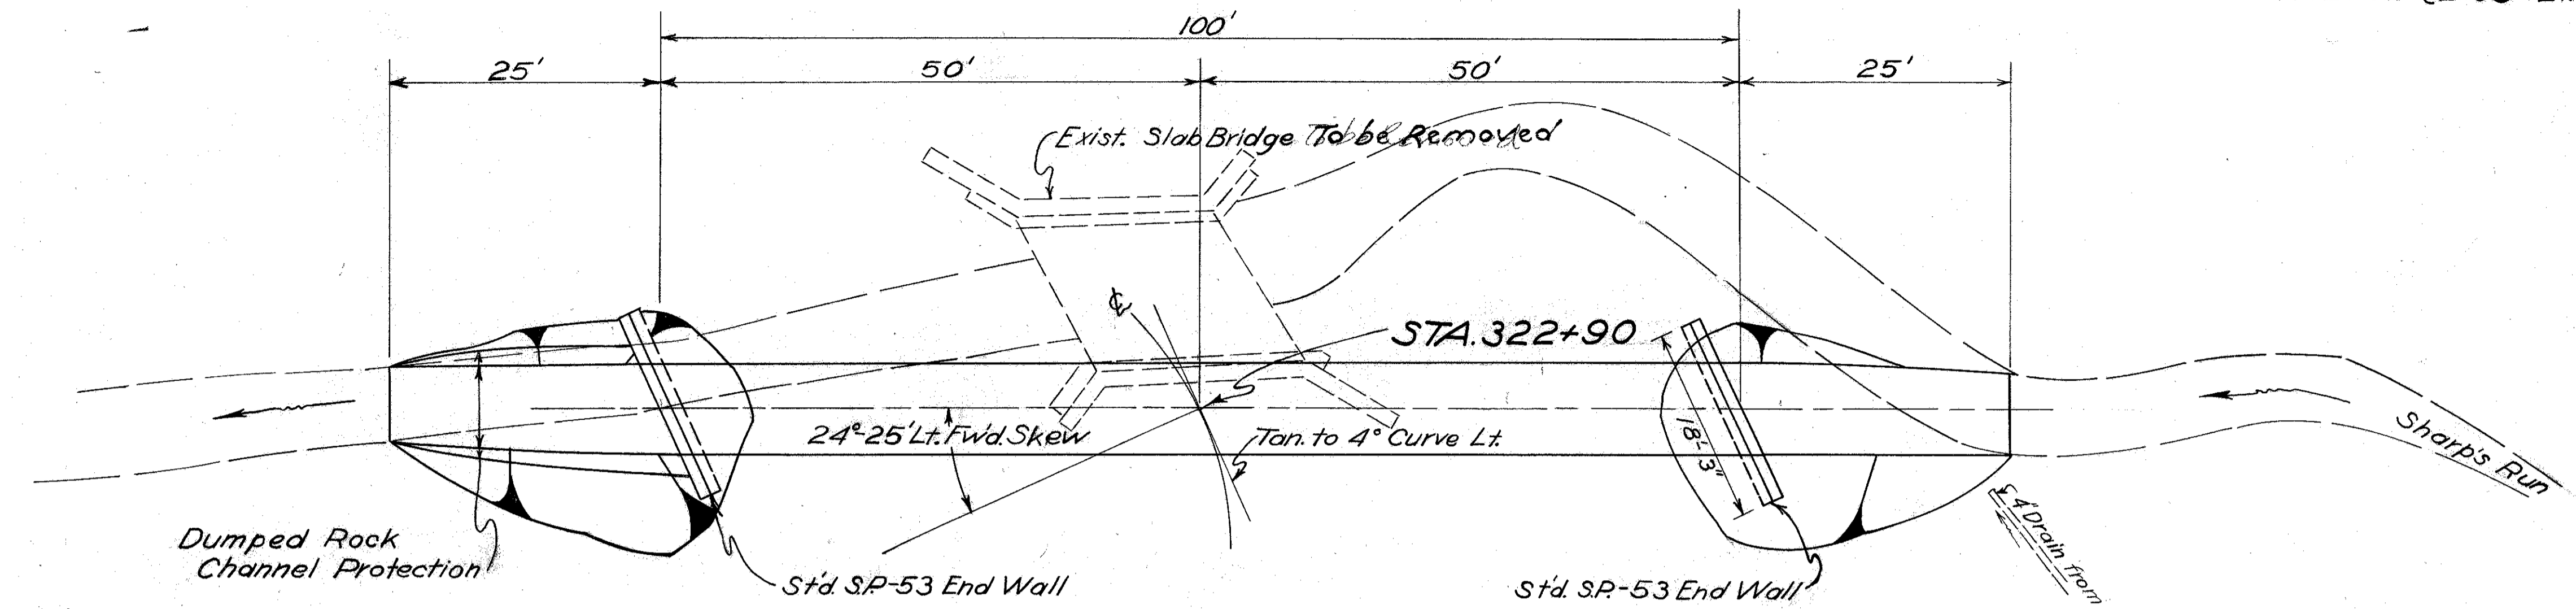 100'
25'
50'
50'
25'
Exist. Slab Bridge To be Removed
℄
STA. 322+90
24°-25' Lt. Fw'd. Skew
Tan. to 4° Curve Lt.
18'-3"
Sharp's Run
4" Drain from
Dumped Rock
Channel Protection
St'd. S.P.-53 End Wall
St'd. S.P.-53 End Wall